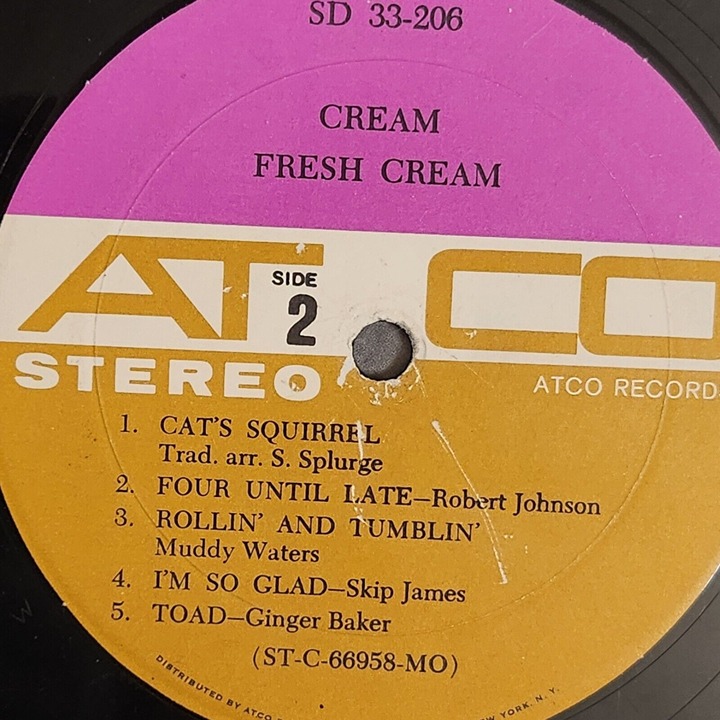 SD 33-206
CREAM
FRESH CREAM
ATCO
SIDE
2
STEREO
ATCO RECORDS
1. CAT'S SQUIRREL
Trad. arr. S. Splurge
2. FOUR UNTIL LATE—Robert Johnson
3. ROLLIN' AND TUMBLIN'
Muddy Waters
4. I'M SO GLAD—Skip James
5. TOAD—Ginger Baker
(ST-C-66958-MO)
DISTRIBUTED BY ATCO
YORK, N. Y.